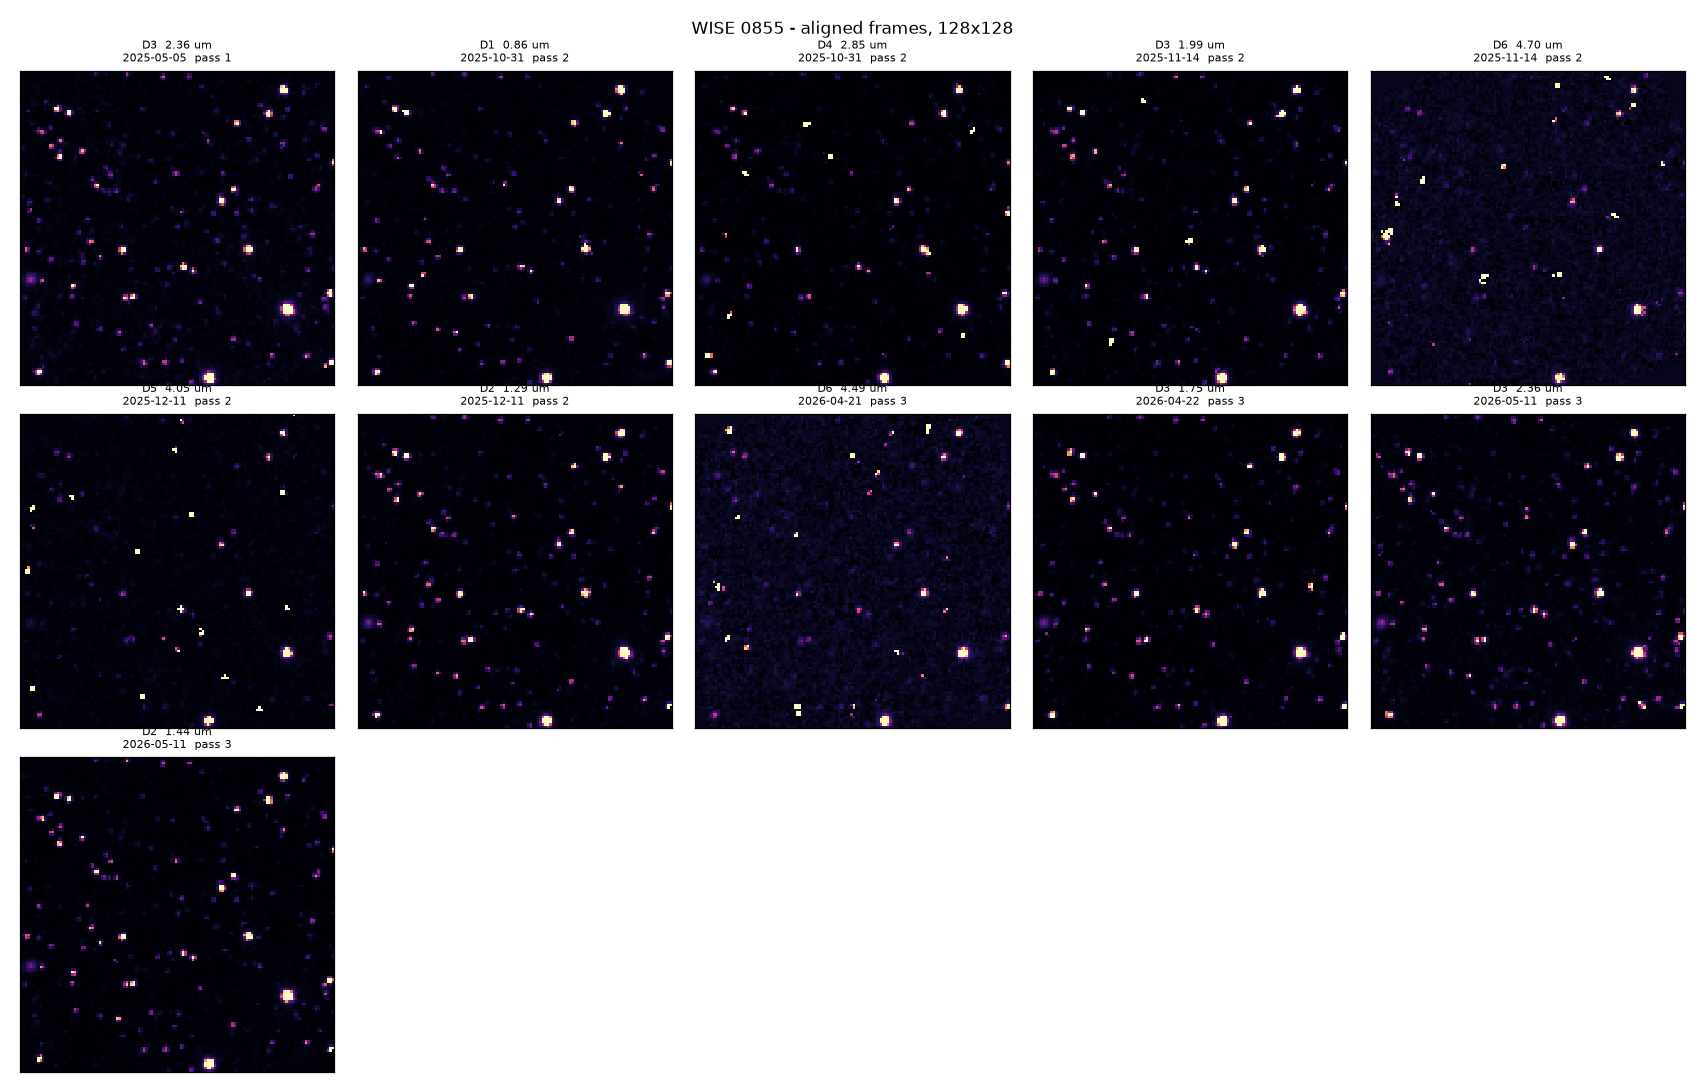 WISE 0855 - aligned frames, 128x128
D3 2.36 um
2025-05-05 pass 1
D1 0.86 um
2025-10-31 pass 2
D4 2.85 um
2025-10-31 pass 2
D3 1.99 um
2025-11-14 pass 2
D6 4.70 um
2025-11-14 pass 2
D5 4.05 um
2025-12-11 pass 2
D2 1.29 um
2025-12-11 pass 2
D6 4.49 um
2026-04-21 pass 3
D3 1.75 um
2026-04-22 pass 3
D3 2.36 um
2026-05-11 pass 3
D2 1.44 um
2026-05-11 pass 3